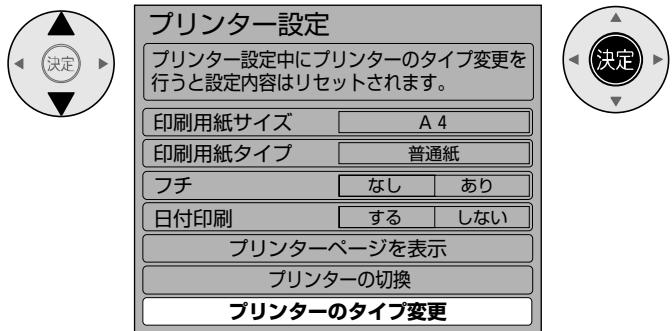 決定
プリンター設定
プリンター設定中にプリンターのタイプ変更を
行うと設定内容はリセットされます。
印刷用紙サイズ A4
印刷用紙タイプ 普通紙
フチ なし あり
日付印刷 する しない
プリンターページを表示
プリンターの切換
プリンターのタイプ変更
決定